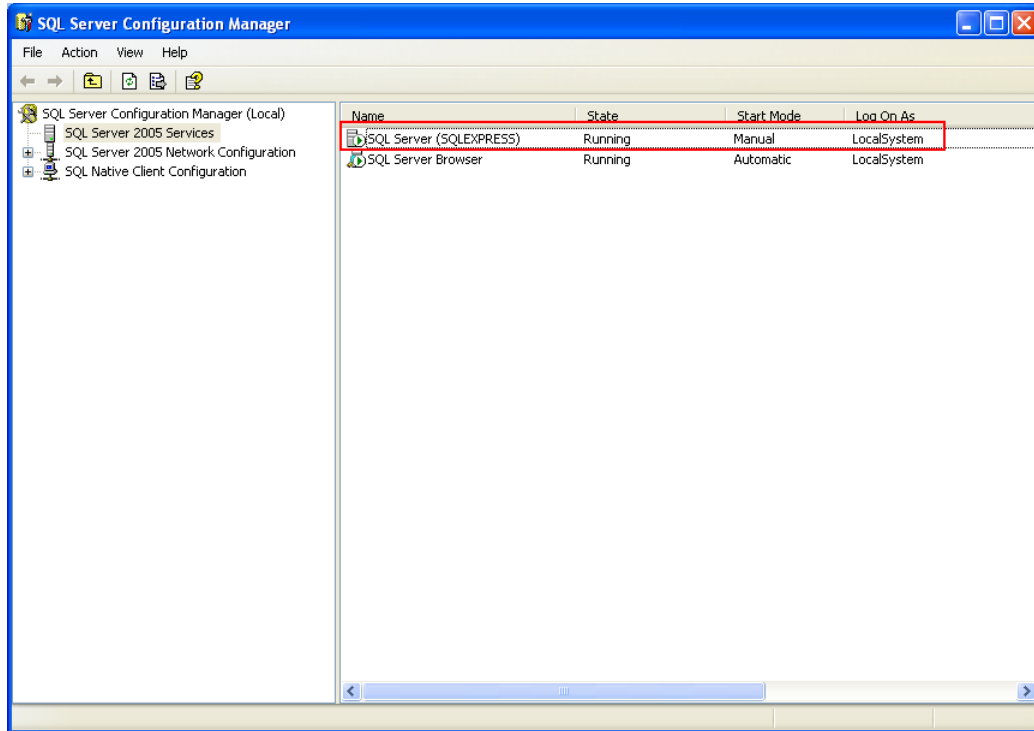 SQL Server Configuration Manager
File Action View Help
SQL Server Configuration Manager (Local)
SQL Server 2005 Services
SQL Server 2005 Network Configuration
SQL Native Client Configuration
Name State Start Mode Log On As
SQL Server (SQLEXPRESS) Running Manual LocalSystem
SQL Server Browser Running Automatic LocalSystem